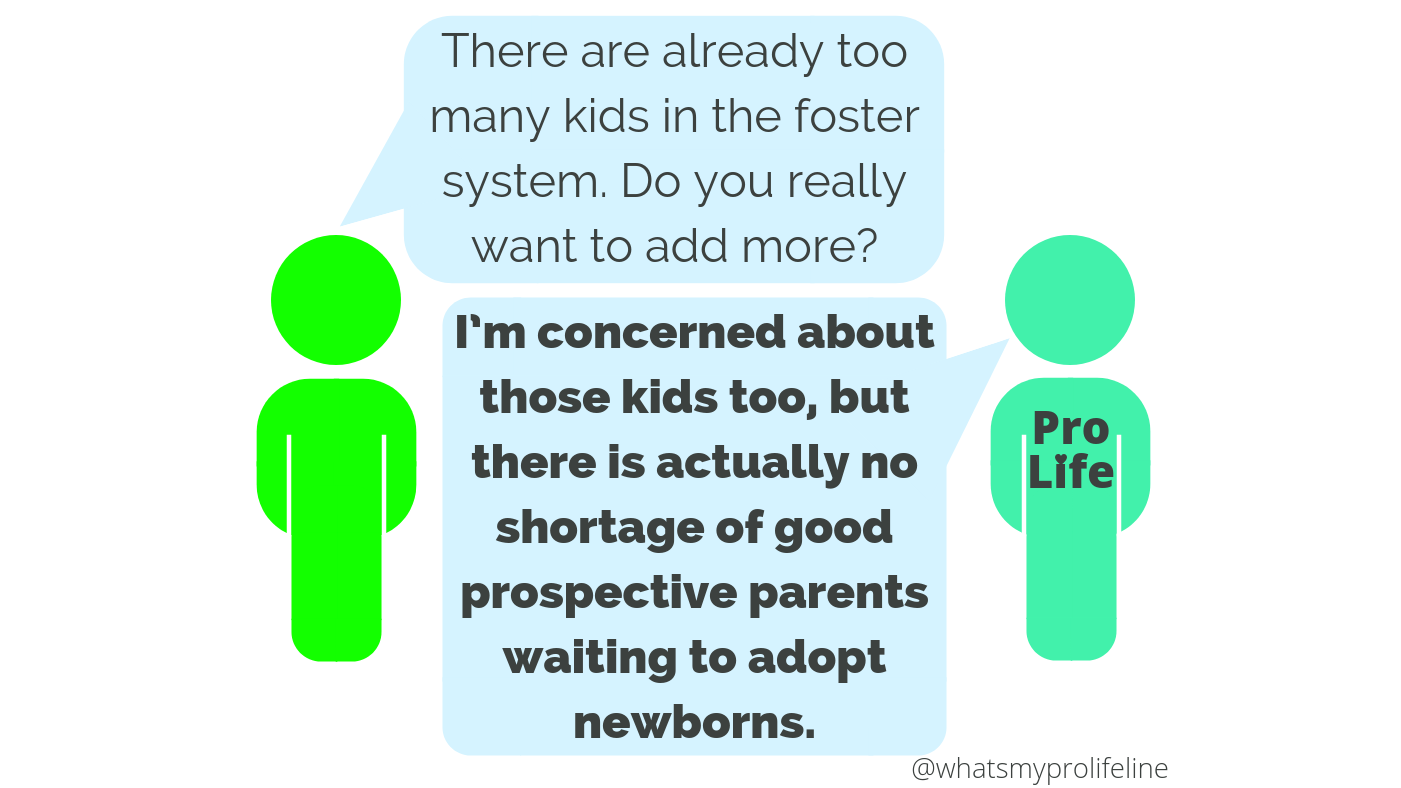 There are already too
many kids in the foster
system. Do you really
want to add more?
I'm concerned about
those kids too, but
there is actually no
shortage of good
prospective parents
waiting to adopt
newborns.
Pro
Life
@whatsmyprolifeline